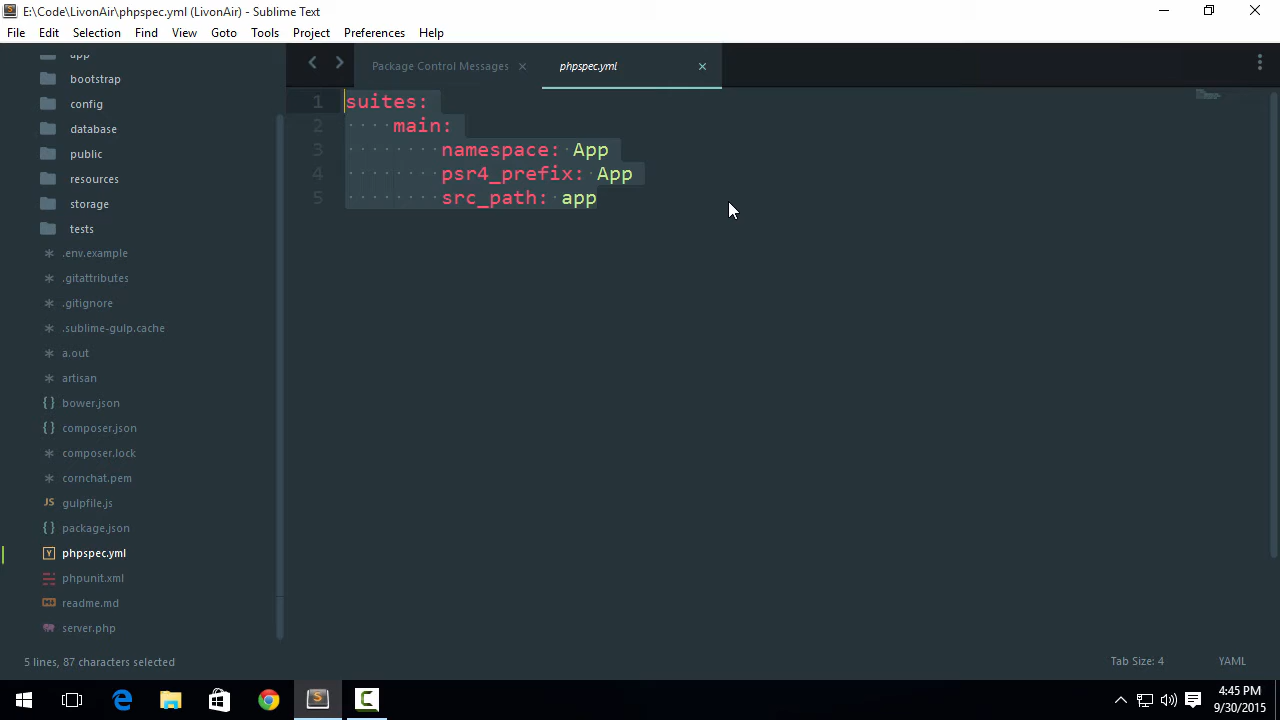 E:\Code\LivonAir\phpspec.yml (LivonAir) - Sublime Text
File Edit Selection Find View Goto Tools Project Preferences Help
app
bootstrap
config
database
public
resources
storage
tests
.env.example
.gitattributes
.gitignore
.sublime-gulp.cache
a.out
artisan
bower.json
composer.json
composer.lock
cornchat.pem
JS gulpfile.js
package.json
Y phpspec.yml
phpunit.xml
readme.md
server.php
Package Control Messages
phpspec.yml
1 suites:
2 main:
3 namespace: App
4 psr4_prefix: App
5 src_path: app
5 lines, 87 characters selected
Tab Size: 4
YAML
4:45 PM
9/30/2015